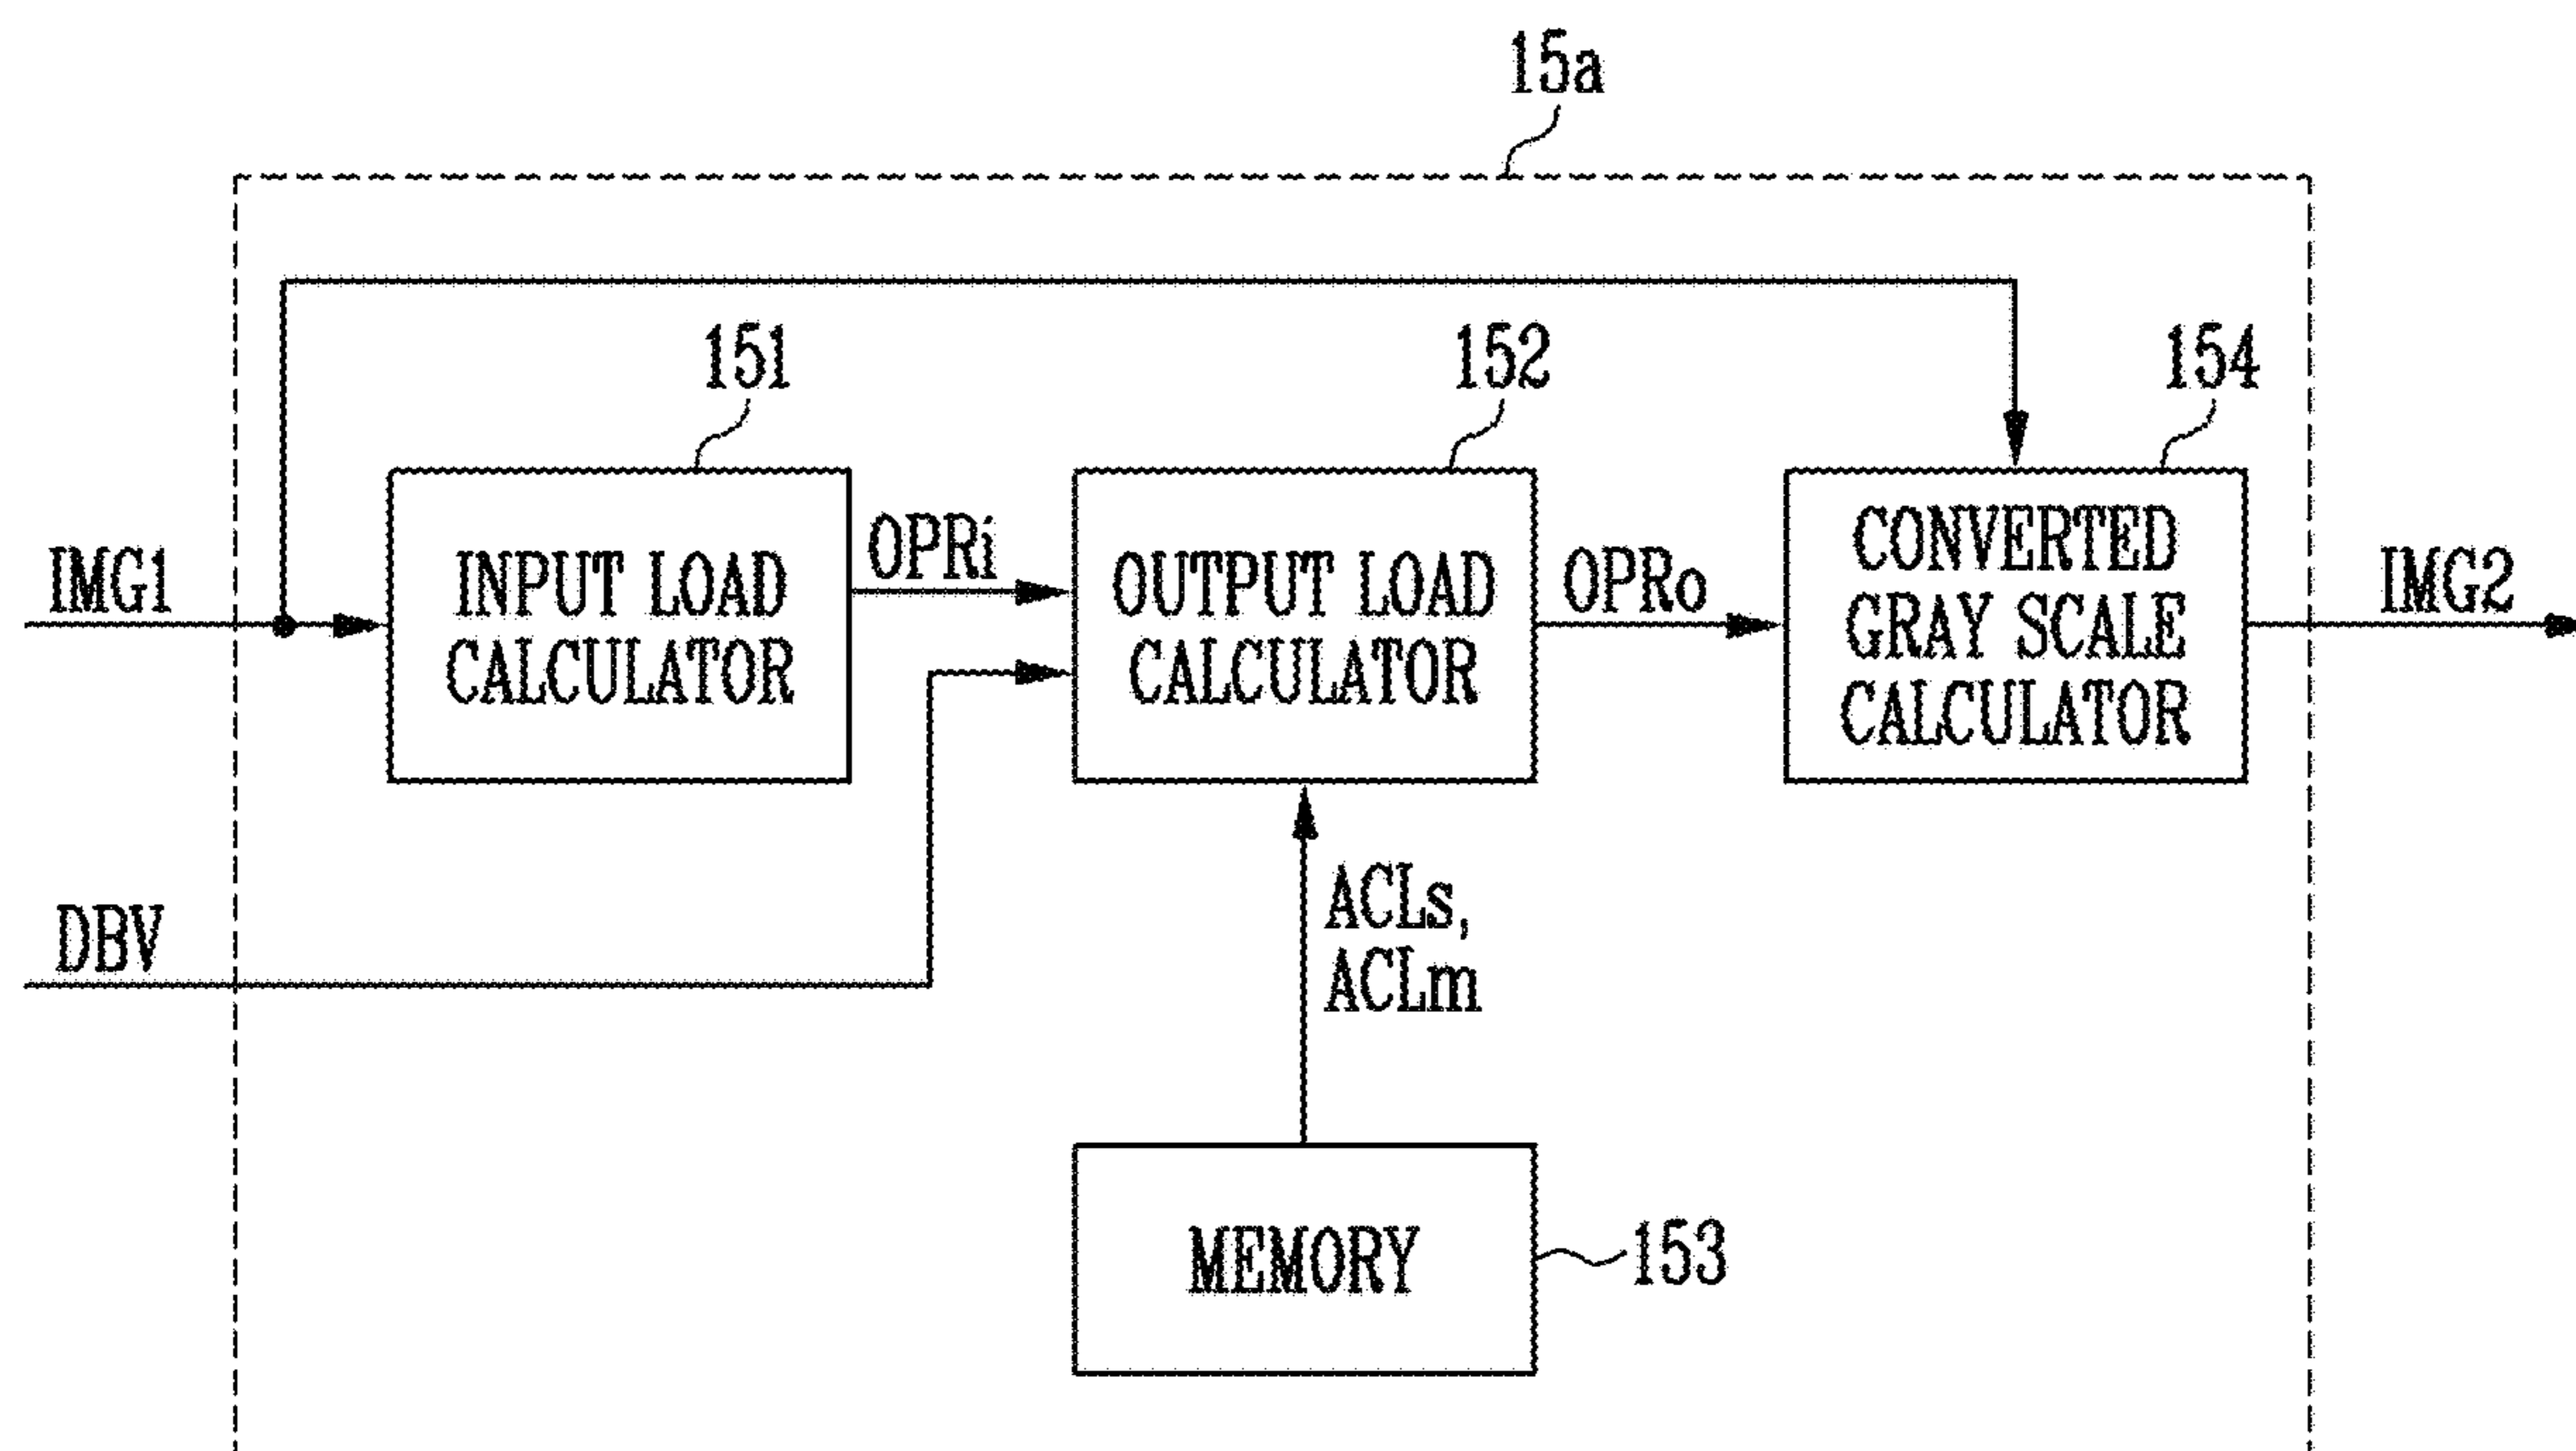 15a
151
152
154
IMG1
INPUT LOAD
CALCULATOR
OPRi
OUTPUT LOAD
CALCULATOR
OPRo
CONVERTED
GRAY SCALE
CALCULATOR
IMG2
DBV
ACLs,
ACLm
MEMORY
153